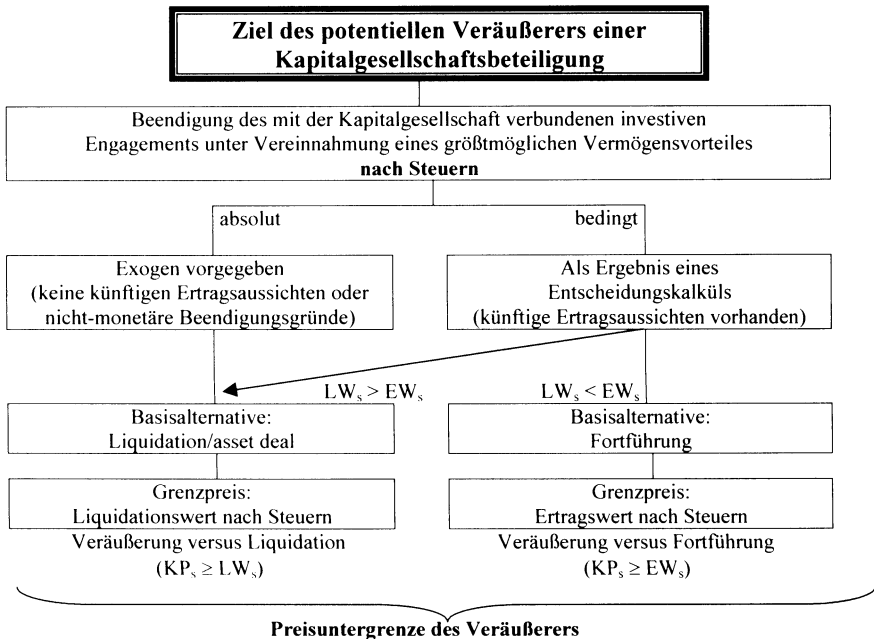 Ziel des potentiellen Veräußerers einer
Kapitalgesellschaftsbeteiligung
Beendigung des mit der Kapitalgesellschaft verbundenen investiven
Engagements unter Vereinnahmung eines größtmöglichen Vermögensvorteiles
nach Steuern
absolut
bedingt
Exogen vorgegeben
(keine künftigen Ertragsaussichten oder
nicht-monetäre Beendigungsgründe)
Als Ergebnis eines
Entscheidungskalküls
(künftige Ertragsaussichten vorhanden)
LWs > EWs
LWs < EWs
Basisalternative:
Liquidation/asset deal
Basisalternative:
Fortführung
Grenzpreis:
Liquidationswert nach Steuern
Grenzpreis:
Ertragswert nach Steuern
Veräußerung versus Liquidation
(KPs ≥ LWs)
Veräußerung versus Fortführung
(KPs ≥ EWs)
Preisuntergrenze des Veräußerers